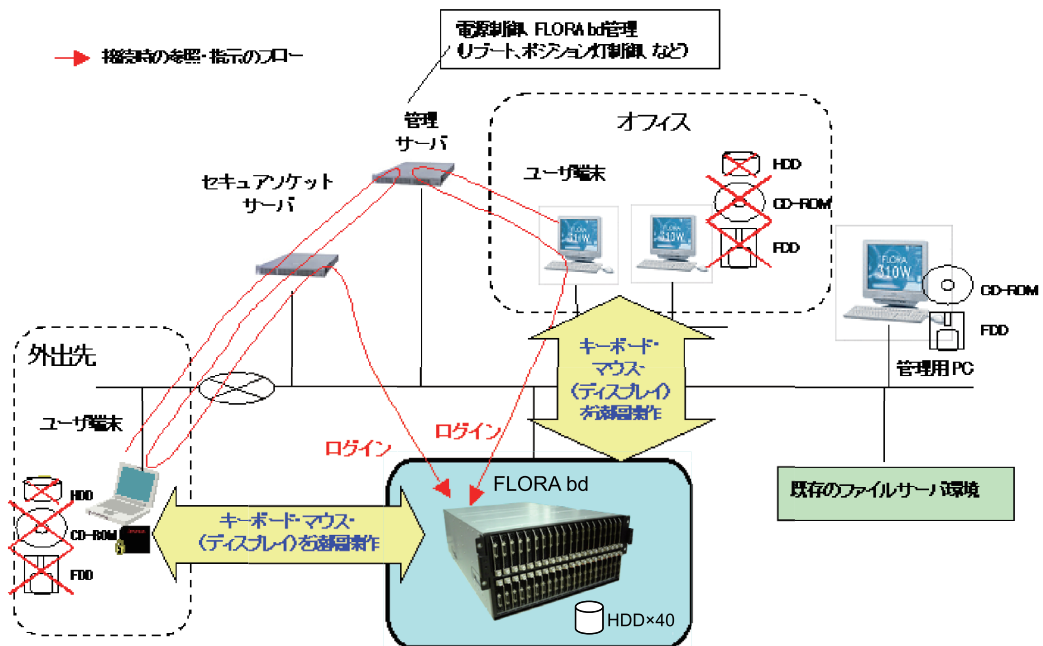 電源制御、FLORA bd管理
(リブート、ポジション灯制御、など)
接続時の参照・指示のフロー
管理
サーバ
オフィス
セキュアソケット
サーバ
ユーザ端末
HDD
CD-ROM
FDD
FLORA
310W
FLORA
310W
FLORA
310W
CD-ROM
FDD
管理用PC
外出先
キーボード・
マウス・
(ディスプレイ)
を遠隔操作
ユーザ端末
ログイン
ログイン
FLORA bd
既存のファイルサーバ環境
HDD
CD-ROM
FDD
キーボード・マウス・
(ディスプレイ)を遠隔操作
HDD×40